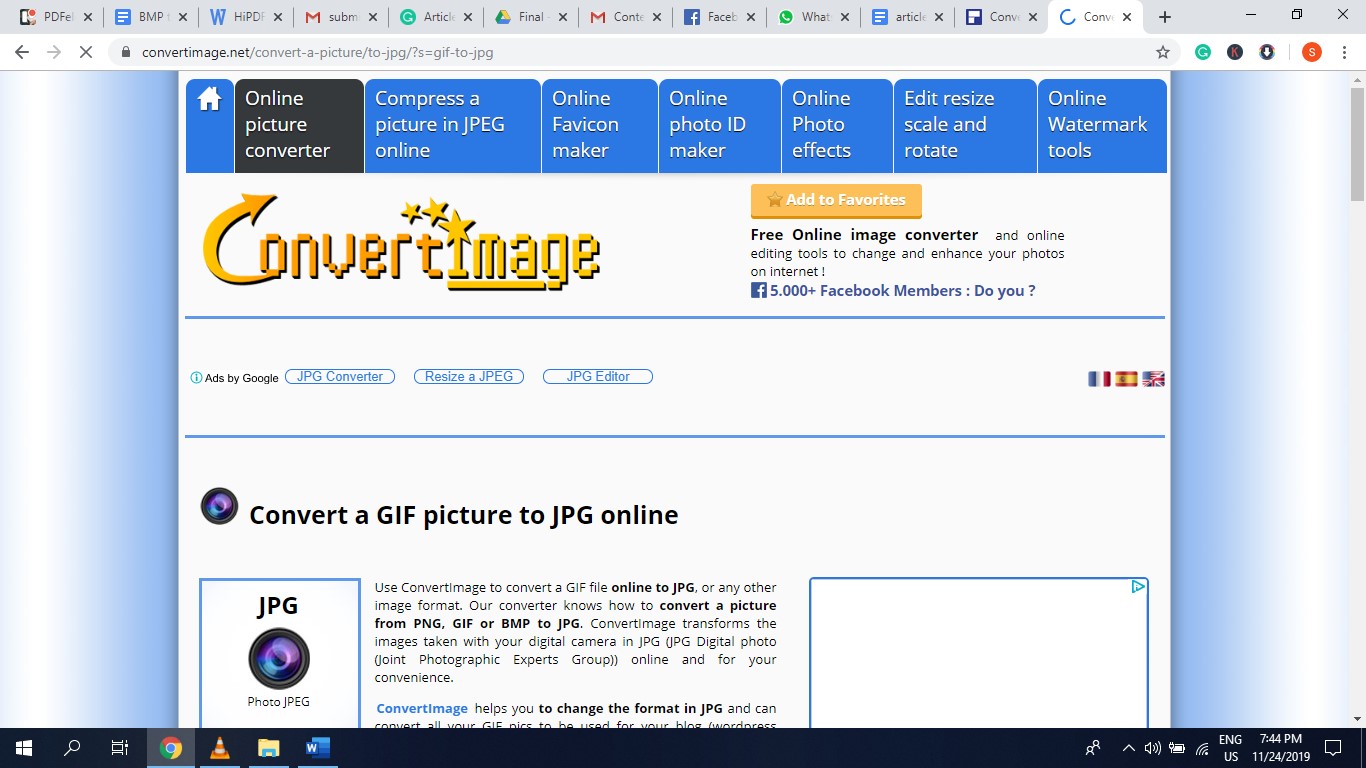 PDFel
BMP t
HiPDF
subm
Article
Final -
Conte
Faceb
Whats
article
Conve
Conve
convertimage.net/convert-a-picture/to-jpg/?s=gif-to-jpg
K
S
Online picture converter
Compress a picture in JPEG online
Online Favicon maker
Online photo ID maker
Online Photo effects
Edit resize scale and rotate
Online Watermark tools
ConvertImage
Add to Favorites
Free Online image converter and online
editing tools to change and enhance your photos
on internet !
5.000+ Facebook Members : Do you ?
Ads by Google JPG Converter Resize a JPEG JPG Editor
Convert a GIF picture to JPG online
JPG
Photo JPEG
Use ConvertImage to convert a GIF file online to JPG, or any other
image format. Our converter knows how to convert a picture
from PNG, GIF or BMP to JPG. ConvertImage transforms the
images taken with your digital camera in JPG (JPG Digital photo
(Joint Photographic Experts Group)) online and for your
convenience.
ConvertImage helps you to change the format in JPG and can
convert all your GIF pics to be used for your blog (wordpress
ENG
US
7:44 PM
11/24/2019